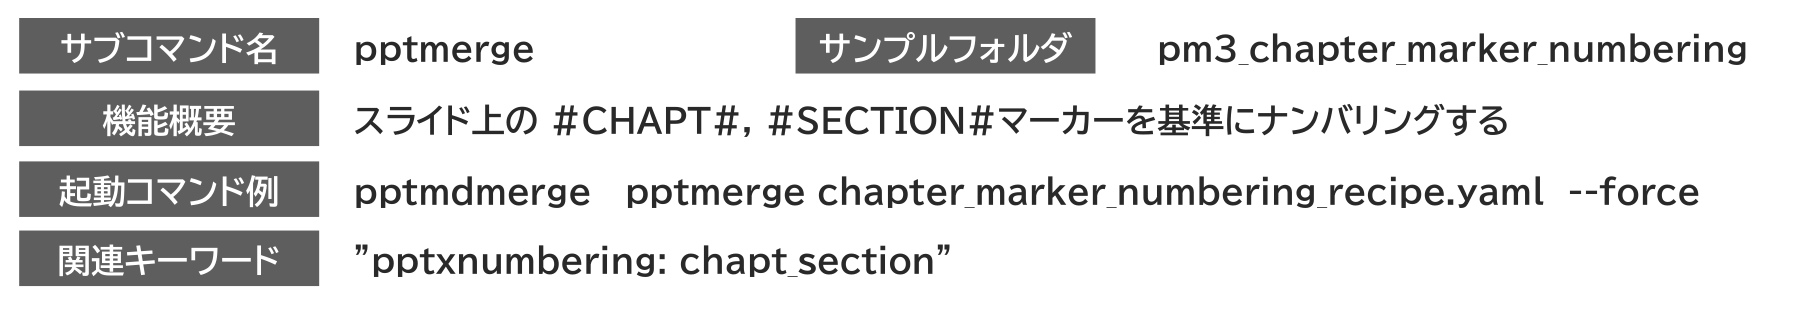 サブコマンド名 pptmerge サンプルフォルダ pm3_chapter_marker_numbering
機能概要 スライド上の #CHAPT#, #SECTION#マーカーを基準にナンバリングする
起動コマンド例 pptmdmerge pptmerge chapter_marker_numbering_recipe.yaml --force
関連キーワード ”pptxnumbering: chapt_section”